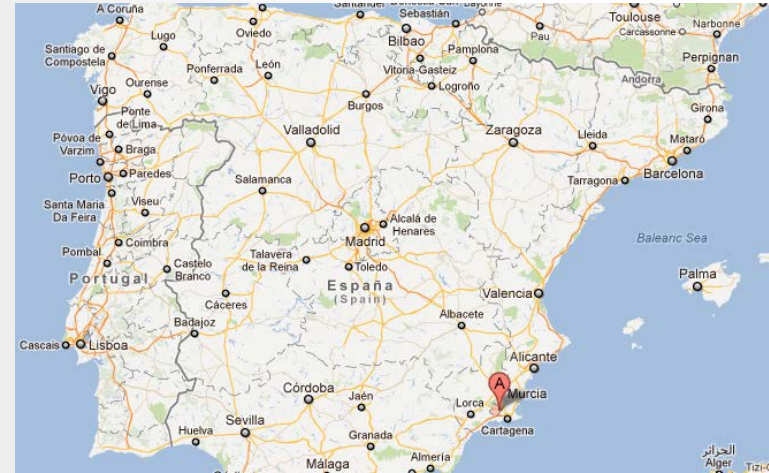 A Coruña
Santander
Donostia-San
Sebastián
Bayonne
Toulouse
Narbonne
Lugo
Oviedo
Bilbao
Pau
Carcassonne
Santiago de
Compostela
Pamplona
Perpignan
Ponferrada
León
Vitoria-Gasteiz
Andorra
Vigo
Ourense
Logroño
Burgos
Girona
Ponte
de Lima
Póvoa de
Varzim
Braga
Valladolid
Zaragoza
Lleida
Mataró
Porto
Paredes
Barcelona
Salamanca
Tarragona
Santa Maria
Da Feira
Viseu
Alcalá de
Henares
Madrid
Coimbra
Balearic Sea
Pombal
Talavera
de la Reina
Toledo
Castelo
Branco
Portugal
España
(Spain)
Palma
Cáceres
Valencia
Badajoz
Albacete
Cascais
Lisboa
Alicante
A
Murcia
Córdoba
Jaén
Lorca
Cartagena
Sevilla
Huelva
Granada
Almería
Málaga
الجزائر
Alger